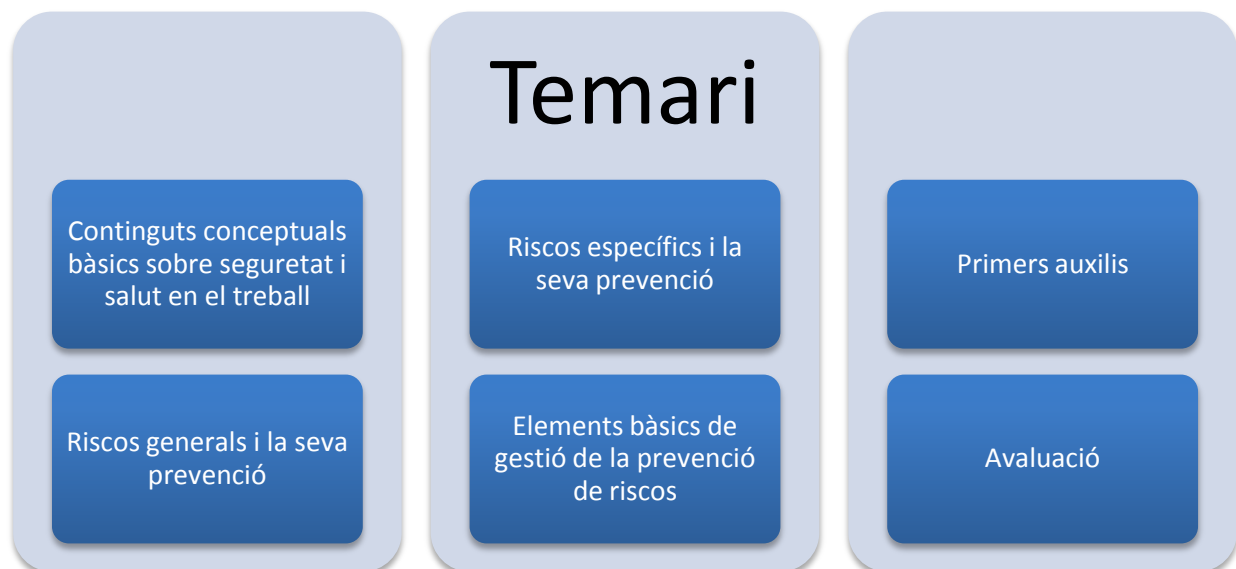 Temari
Continguts conceptuals
bàsics sobre seguretat i
salut en el treball
Riscos generals i la seva
prevenció
Riscos específics i la
seva prevenció
Elements bàsics de
gestió de la prevenció
de riscos
Primers auxilis
Avaluació